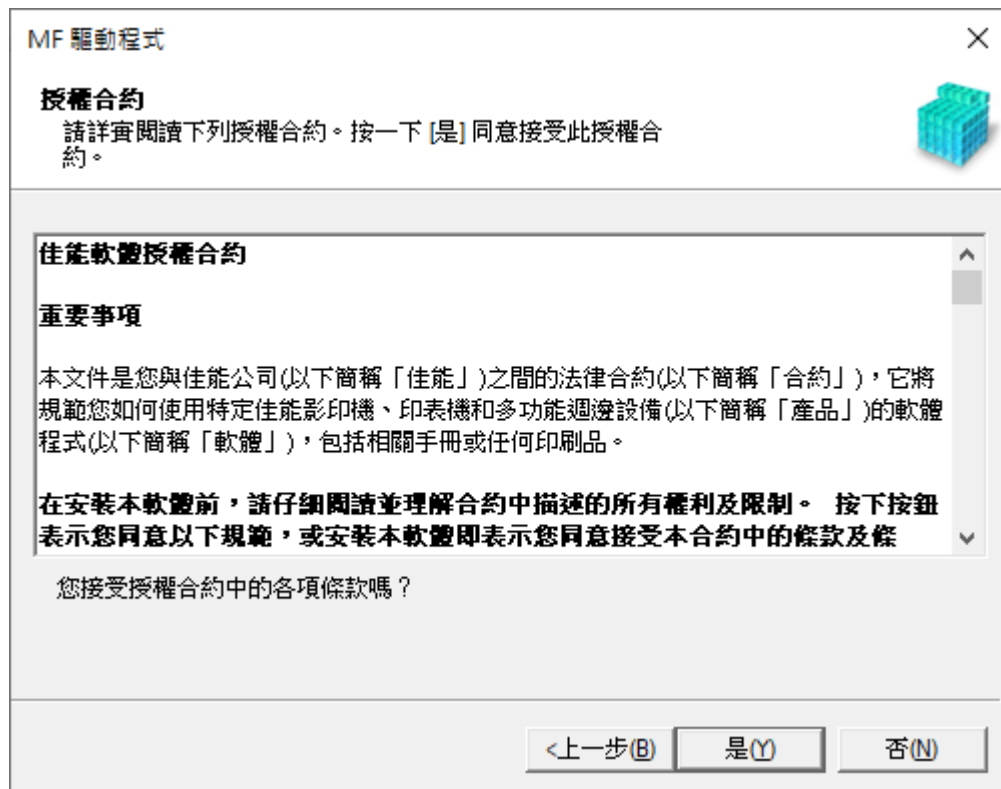 MF 驅動程式
授權合約
請詳實閱讀下列授權合約。按一下 [是] 同意接受此授權合
約。
佳能軟體授權合約
重要事項
本文件是您與佳能公司(以下簡稱「佳能」)之間的法律合約(以下簡稱「合約」)，它將
規範您如何使用特定佳能影印機、印表機和多功能週邊設備(以下簡稱「產品」)的軟體
程式(以下簡稱「軟體」)，包括相關手冊或任何印刷品。
在安裝本軟體前，請仔細閱讀並理解合約中描述的所有權利及限制。 按下按鈕
表示您同意以下規範，或安裝本軟體即表示您同意接受本合約中的條款及條
您接受授權合約中的各項條款嗎？
<上一步(B) 是(Y) 否(N)